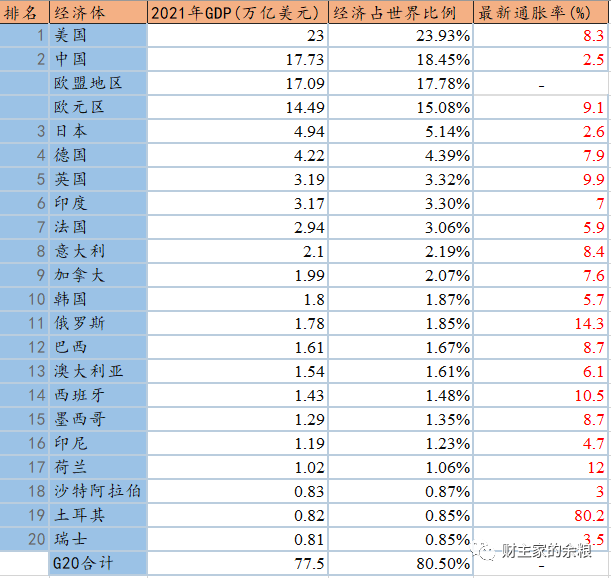 排名 经济体 2021年GDP(万亿美元) 经济占世界比例 最新通胀率(%)
1 美国 23 23.93% 8.3
2 中国 17.73 18.45% 2.5
欧盟地区 17.09 17.78% -
欧元区 14.49 15.08% 9.1
3 日本 4.94 5.14% 2.6
4 德国 4.22 4.39% 7.9
5 英国 3.19 3.32% 9.9
6 印度 3.17 3.30% 7
7 法国 2.94 3.06% 5.9
8 意大利 2.1 2.19% 8.4
9 加拿大 1.99 2.07% 7.6
10 韩国 1.8 1.87% 5.7
11 俄罗斯 1.78 1.85% 14.3
12 巴西 1.61 1.67% 8.7
13 澳大利亚 1.54 1.61% 6.1
14 西班牙 1.43 1.48% 10.5
15 墨西哥 1.29 1.35% 8.7
16 印尼 1.19 1.23% 4.7
17 荷兰 1.02 1.06% 12
18 沙特阿拉伯 0.83 0.87% 3
19 土耳其 0.82 0.85% 80.2
20 瑞士 0.81 0.85% 3.5
财主家的余粮
G20合计 77.5 80.50% -